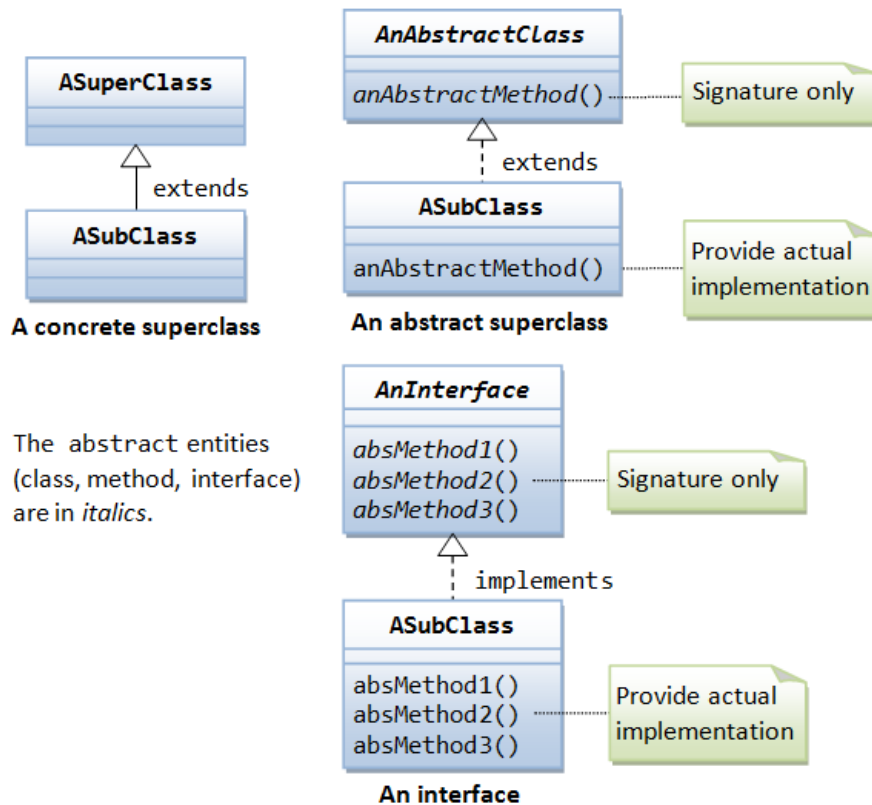 ASuperClass
extends
ASubClass
A concrete superclass
AnAbstractClass
anAbstractMethod()
Signature only
extends
ASubClass
anAbstractMethod()
Provide actual
implementation
An abstract superclass
The abstract entities
(class, method, interface)
are in italics.
AnInterface
absMethod1()
absMethod2()
absMethod3()
Signature only
implements
ASubClass
absMethod1()
absMethod2()
absMethod3()
Provide actual
implementation
An interface